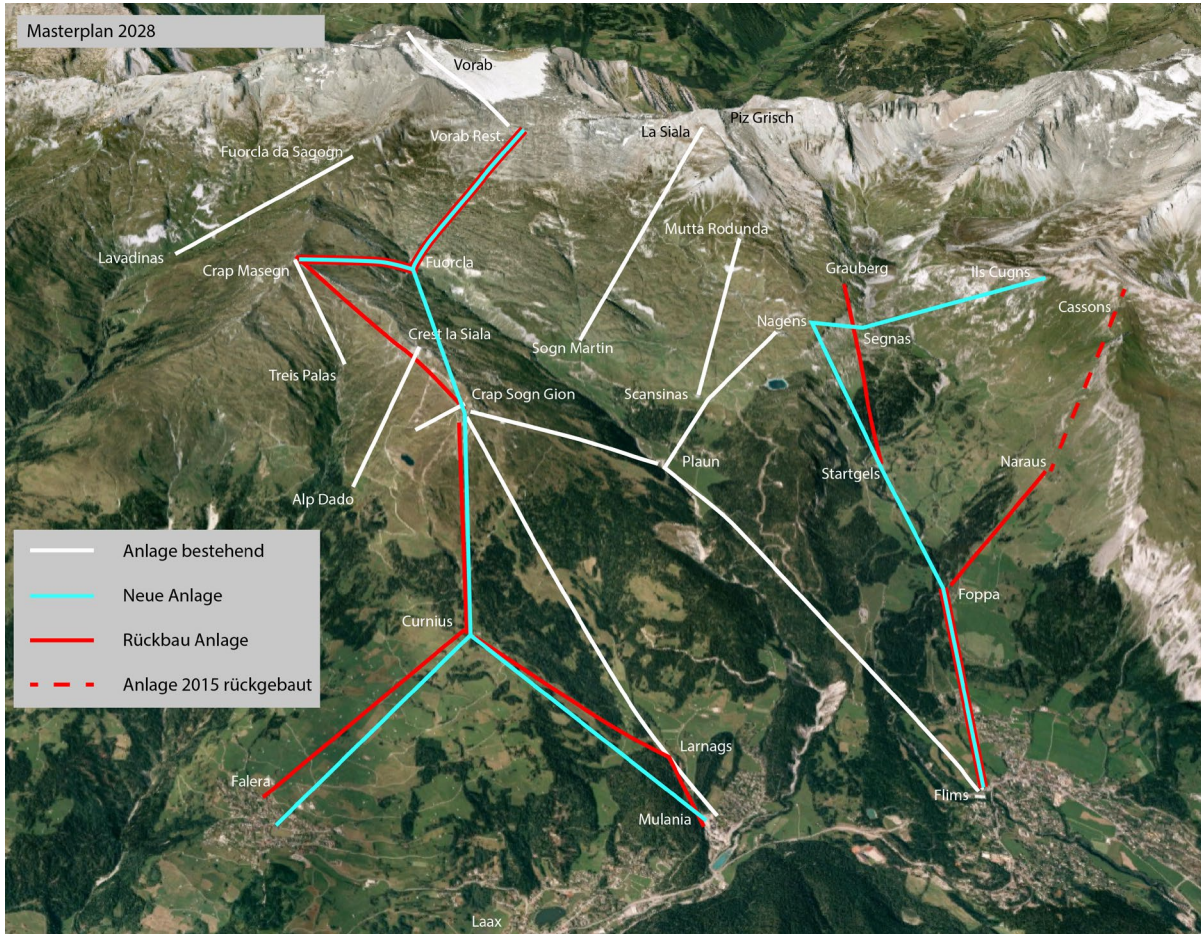 Masterplan 2028
Vorab
Vorab Rest.
La Siala
Piz Grisch
Fuorcla da Sagogn
Lavadinas
Crap Masegn
Fuorcla
Mutta Rodunda
Grauberg
Ils Cugns
Cassons
Nagens
Segnas
Crest la Siala
Sogn Martin
Treis Palas
Crap Sogn Gion
Scansinas
Plaun
Startgels
Naraus
Alp Dado
Anlage bestehend
Neue Anlage
Rückbau Anlage
Anlage 2015 rückgebaut
Curnius
Foppa
Larnags
Falera
Mulania
Flims
Laax